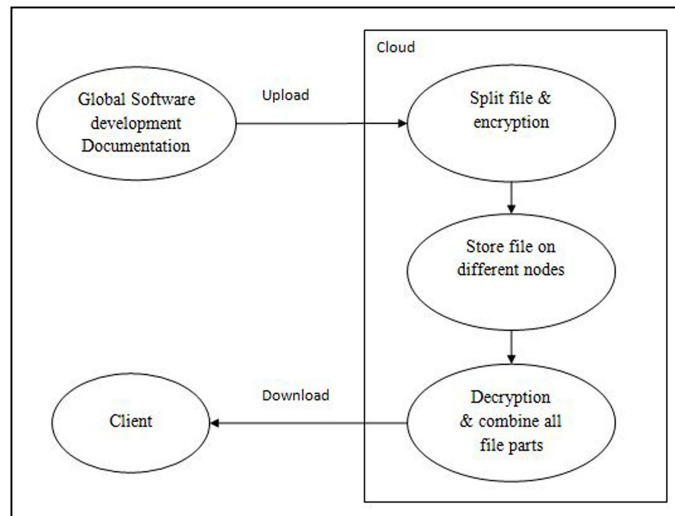 Cloud
Global Software
development
Documentation
Upload
Split file &
encryption
Store file on
different nodes
Decryption
& combine all
file parts
Download
Client